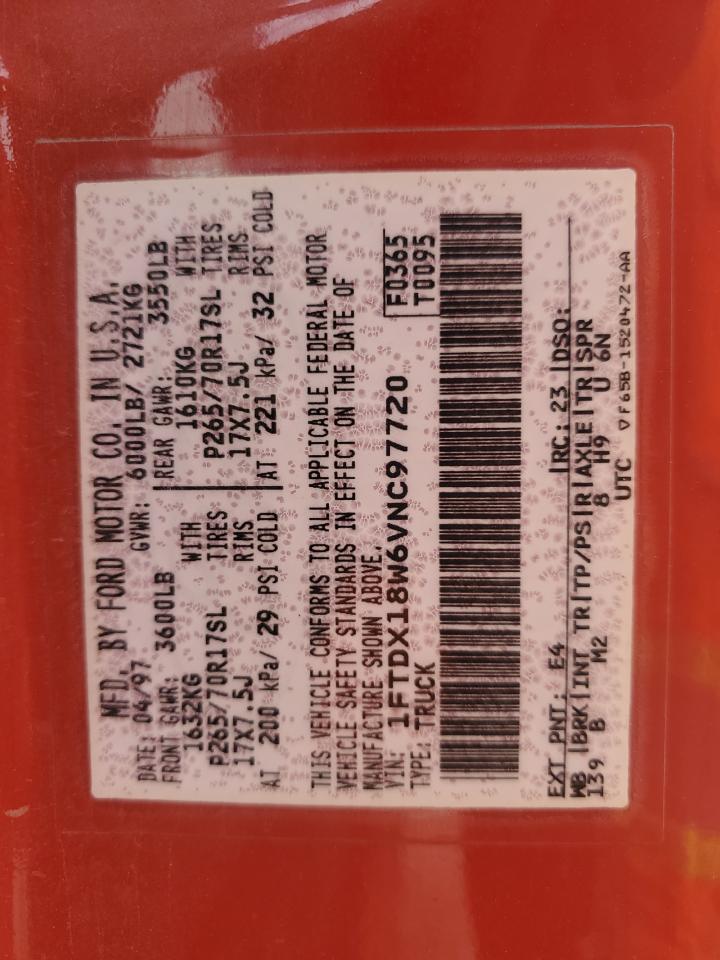 MFD. BY FORD MOTOR CO. IN U.S.A.
DATE: 04/97 GVWR: 6000LB/ 2721KG
FRONT GAWR: 3600LB REAR GAWR: 3550LB
1632KG WITH 1610KG WITH
P265/70R17SL TIRES P265/70R17SL TIRES
17X7.5J RIMS 17X7.5J RIMS
AT 200 kPa/ 29 PSI COLD AT 221 kPa/ 32 PSI COLD
THIS VEHICLE CONFORMS TO ALL APPLICABLE FEDERAL MOTOR
VEHICLE SAFETY STANDARDS IN EFFECT ON THE DATE OF
MANUFACTURE SHOWN ABOVE.
VIN: 1FTDX18W6VNC97720 F0365
TYPE: TRUCK T0095
EXT PNT: E4 RC: 23 DSO:
WB BRK INT TR TP/PS R AXLE TR SPR
139 B M2 8 H9 U 6N
UTC ▽F65B-1520472-AA